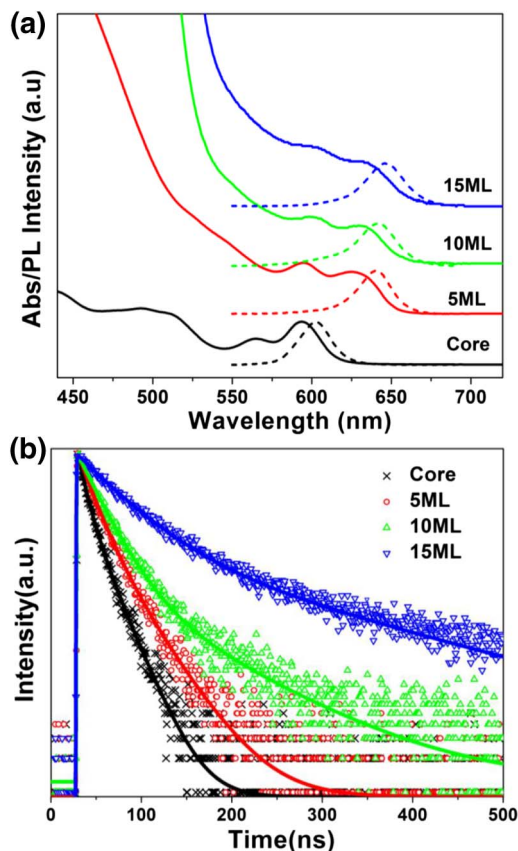 (a)
Abs/PL Intensity (a.u)
15ML
10ML
5ML
Core
450 500 550 600 650 700
Wavelength (nm)
(b)
Intensity(a.u.)
Core
5ML
10ML
15ML
0 100 200 300 400 500
Time(ns)